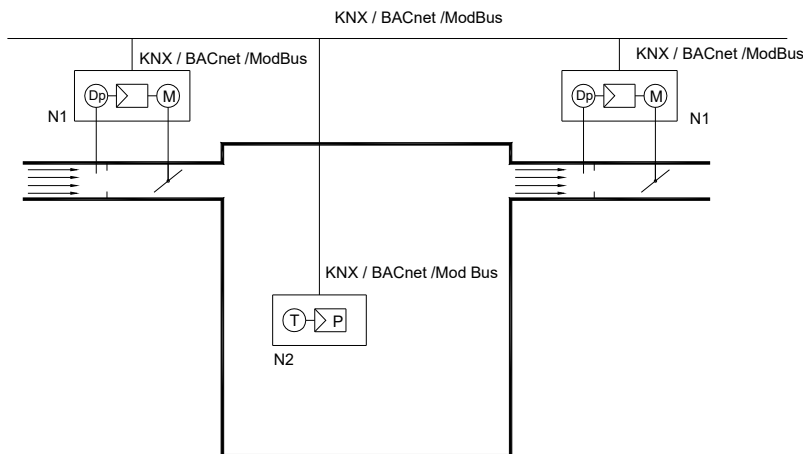 KNX / BACnet / ModBus
KNX / BACnet /ModBus
KNX / BACnet /ModBus
Dp
M
N1
Dp
M
N1
KNX / BACnet /Mod Bus
T
P
N2